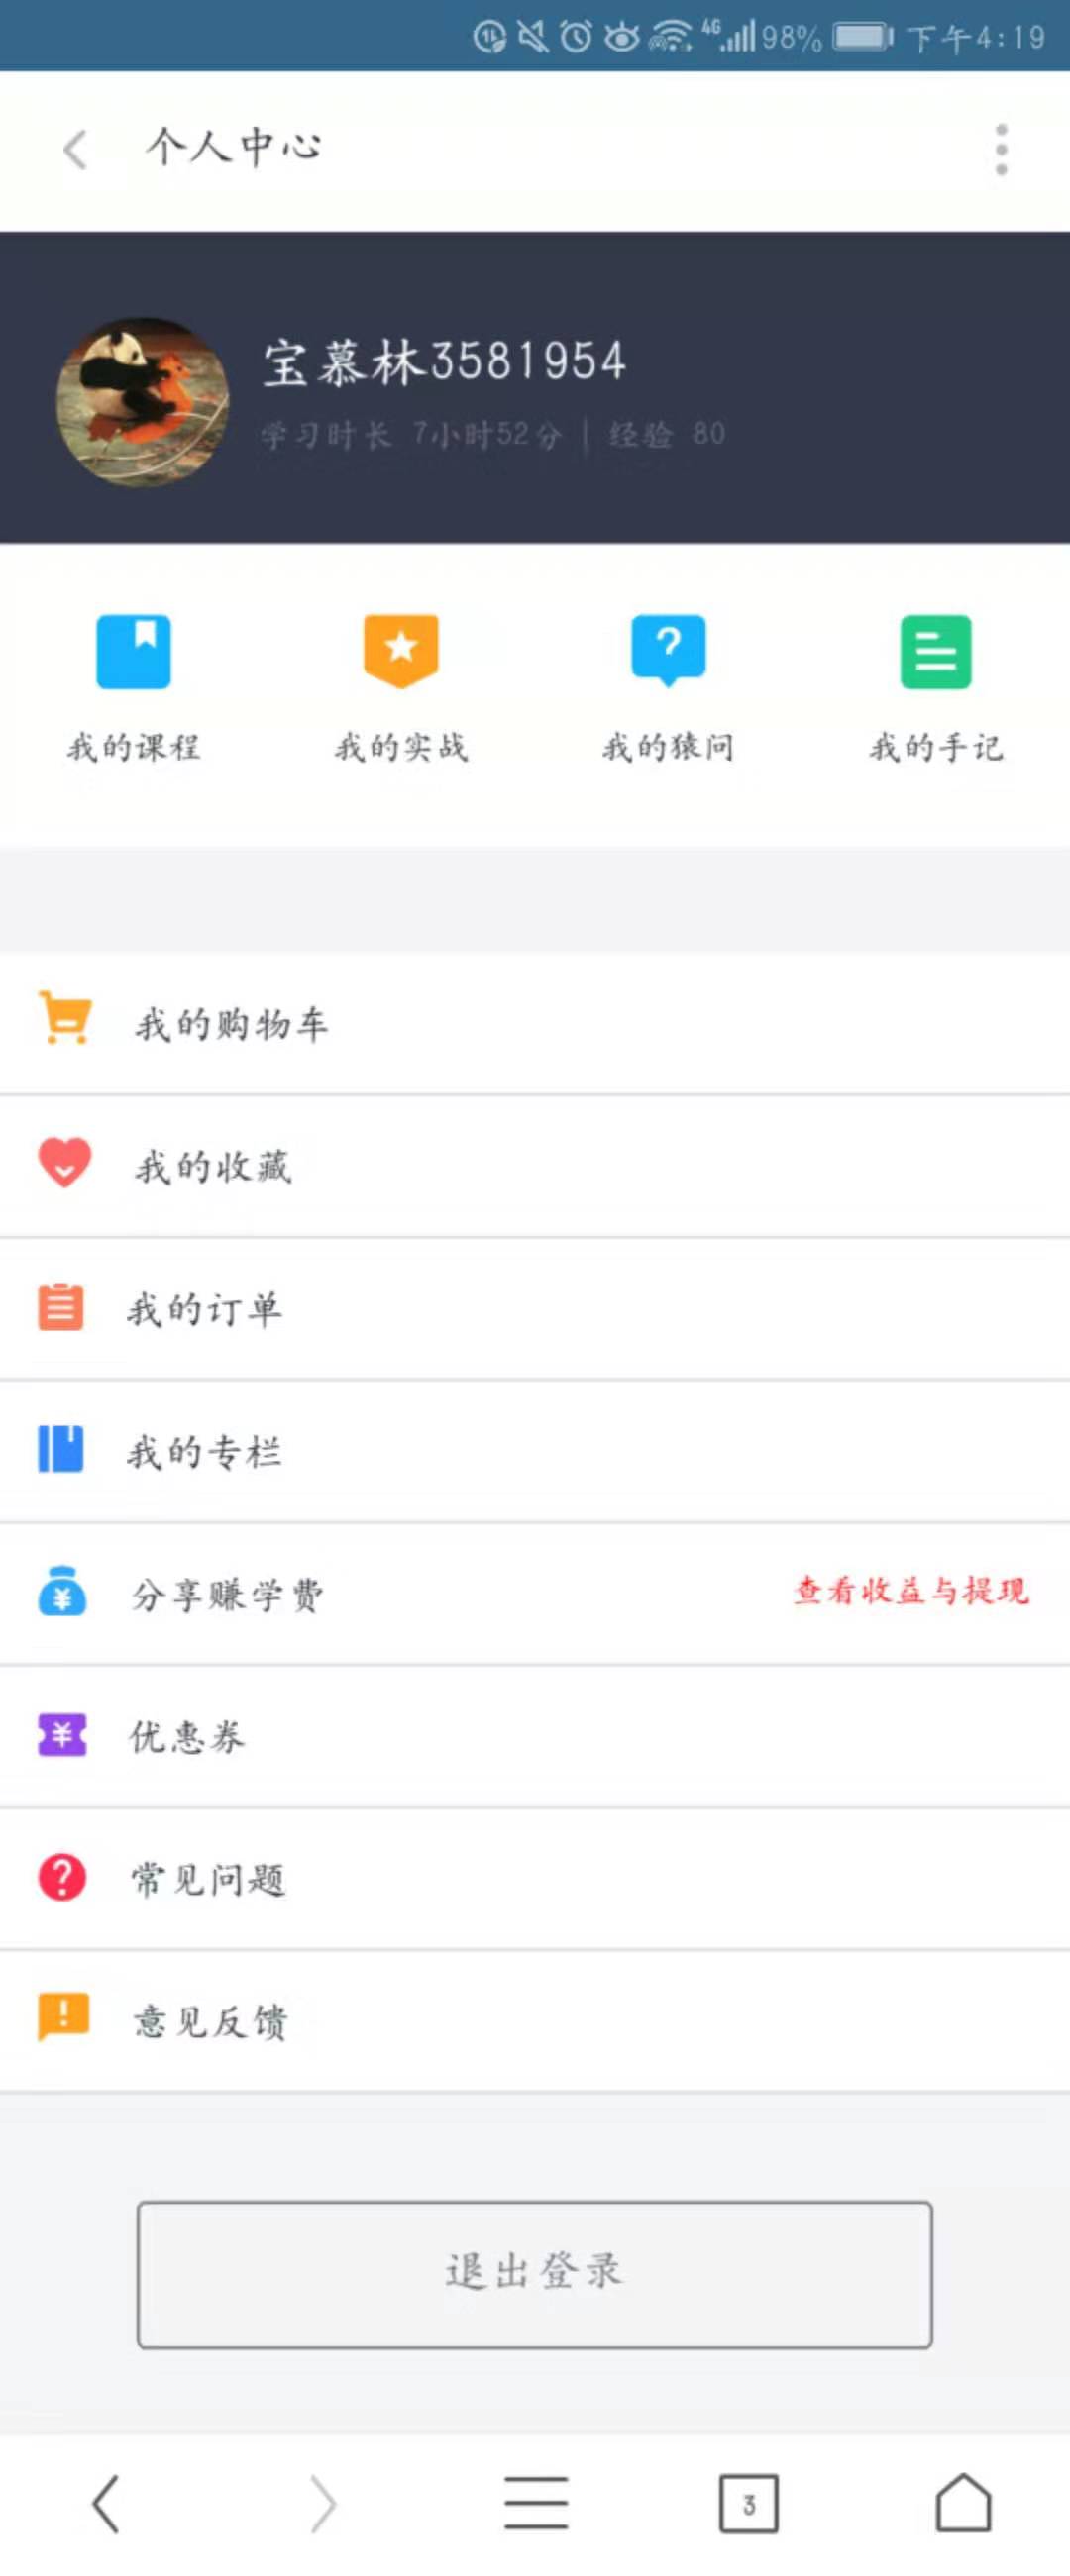 4G 98% 下午4:19
个人中心
宝慕林3581954
学习时长 7小时52分 | 经验 80
我的课程 我的实战 我的猿问 我的手记
我的购物车
我的收藏
我的订单
我的专栏
分享赚学费 查看收益与提现
优惠券
常见问题
意见反馈
退出登录
3